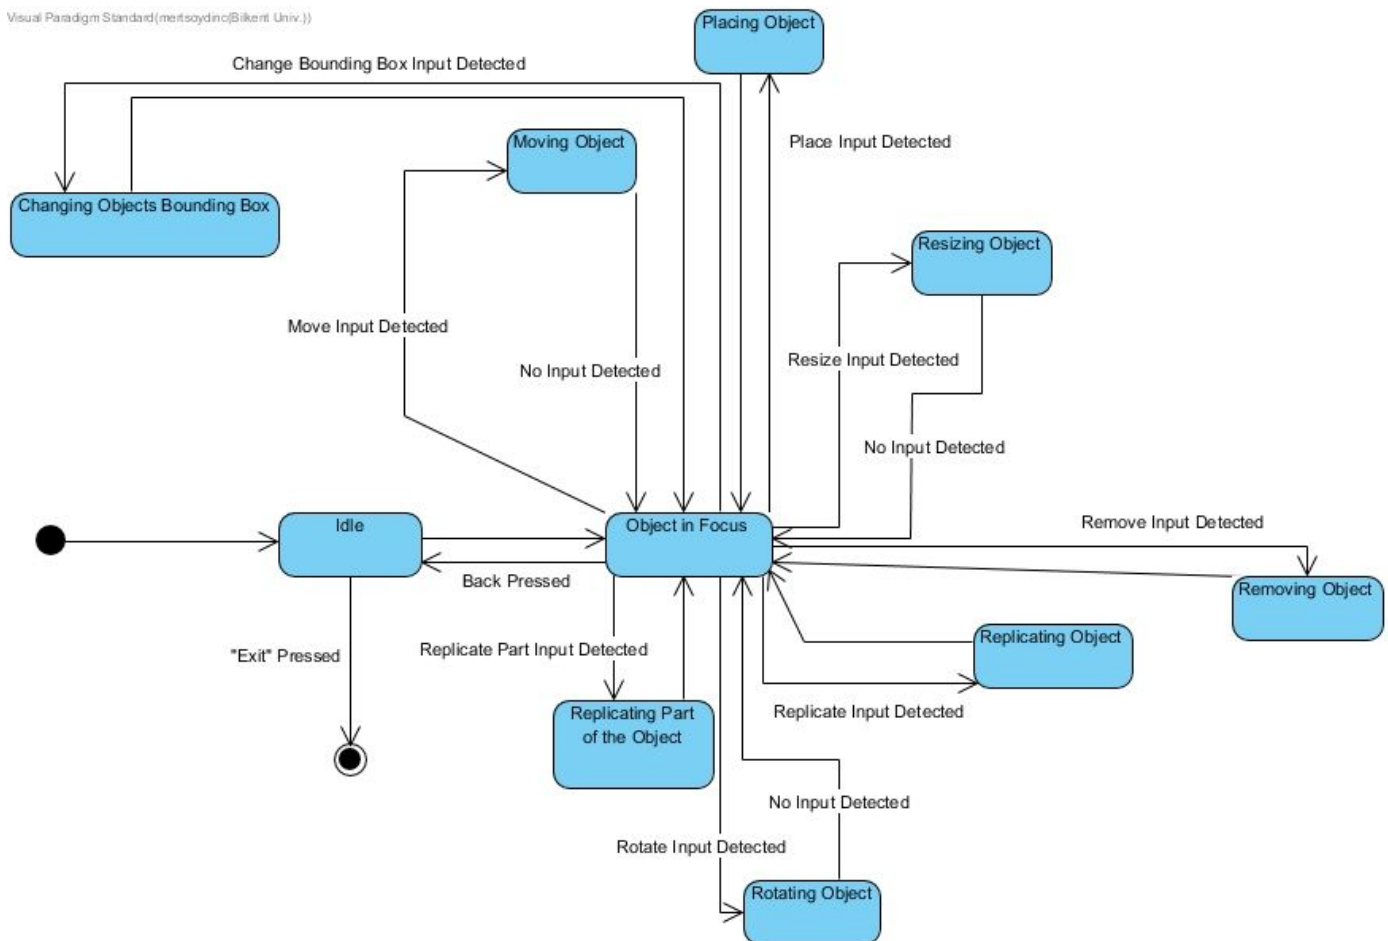 Visual Paradigm Standard(mertsoydinc(Bilkent Univ.))
Placing Object
Change Bounding Box Input Detected
Moving Object
Place Input Detected
Changing Objects Bounding Box
Resizing Object
Move Input Detected
Resize Input Detected
No Input Detected
No Input Detected
Idle
Object in Focus
Remove Input Detected
Back Pressed
Removing Object
Replicating Object
"Exit" Pressed
Replicate Part Input Detected
Replicating Part
of the Object
Replicate Input Detected
No Input Detected
Rotate Input Detected
Rotating Object